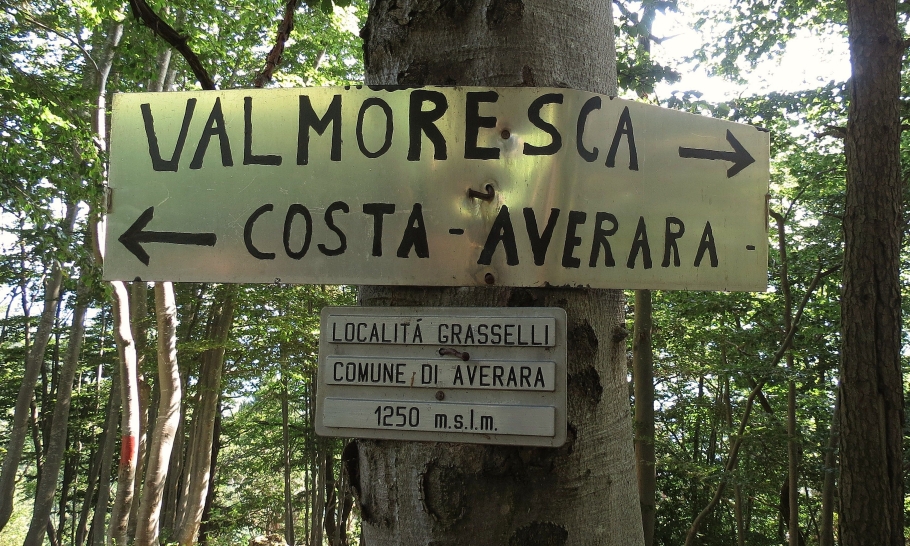 VALMORESCA →
← COSTA - AVERARA -
LOCALITÁ GRASSELLI
COMUNE DI AVERARA
1250 m.s.l.m.